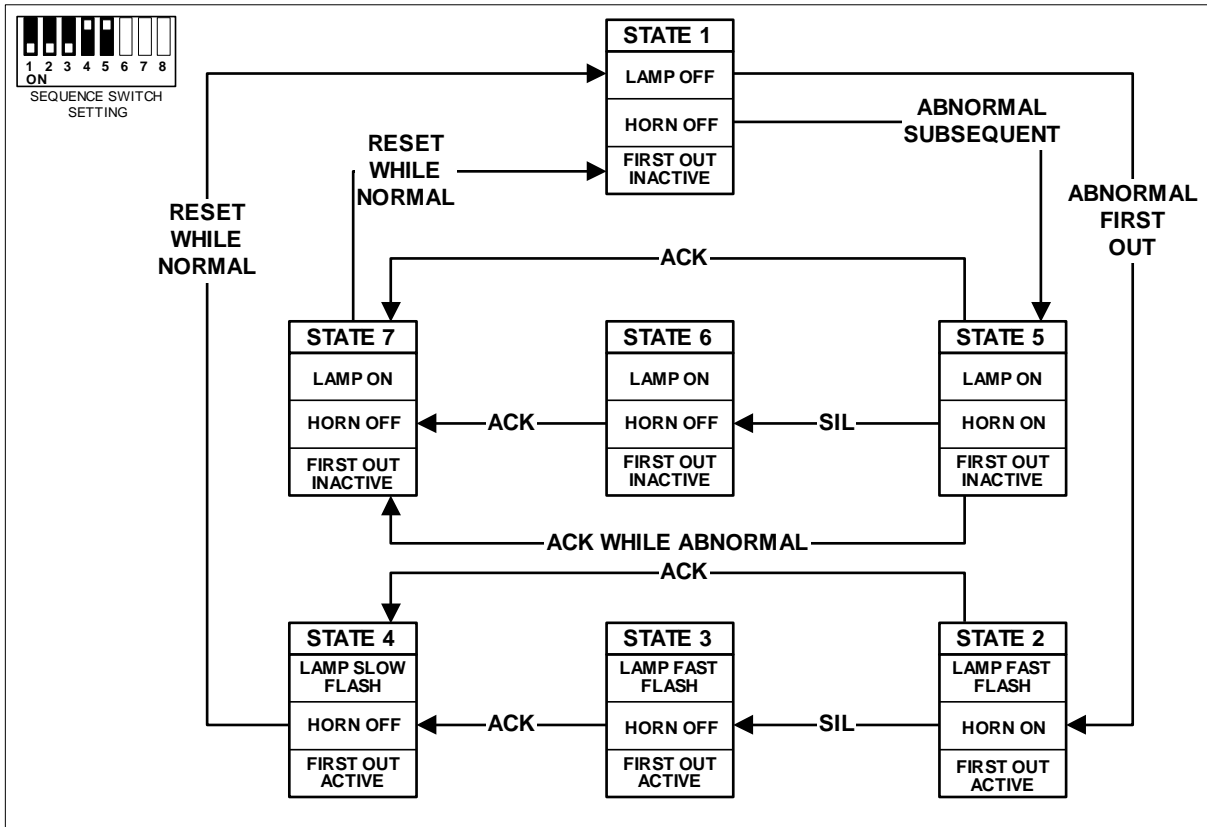 1 2 3 4 5 6 7 8
ON
SEQUENCE SWITCH
SETTING
STATE 1
LAMP OFF
HORN OFF
FIRST OUT
INACTIVE
ABNORMAL
SUBSEQUENT
RESET
WHILE
NORMAL
RESET
WHILE
NORMAL
ABNORMAL
FIRST
OUT
ACK
STATE 7
LAMP ON
HORN OFF
FIRST OUT
INACTIVE
ACK
STATE 6
LAMP ON
HORN OFF
FIRST OUT
INACTIVE
SIL
STATE 5
LAMP ON
HORN ON
FIRST OUT
INACTIVE
ACK WHILE ABNORMAL
ACK
STATE 4
LAMP SLOW
FLASH
HORN OFF
FIRST OUT
ACTIVE
ACK
STATE 3
LAMP FAST
FLASH
HORN OFF
FIRST OUT
ACTIVE
SIL
STATE 2
LAMP FAST
FLASH
HORN ON
FIRST OUT
ACTIVE